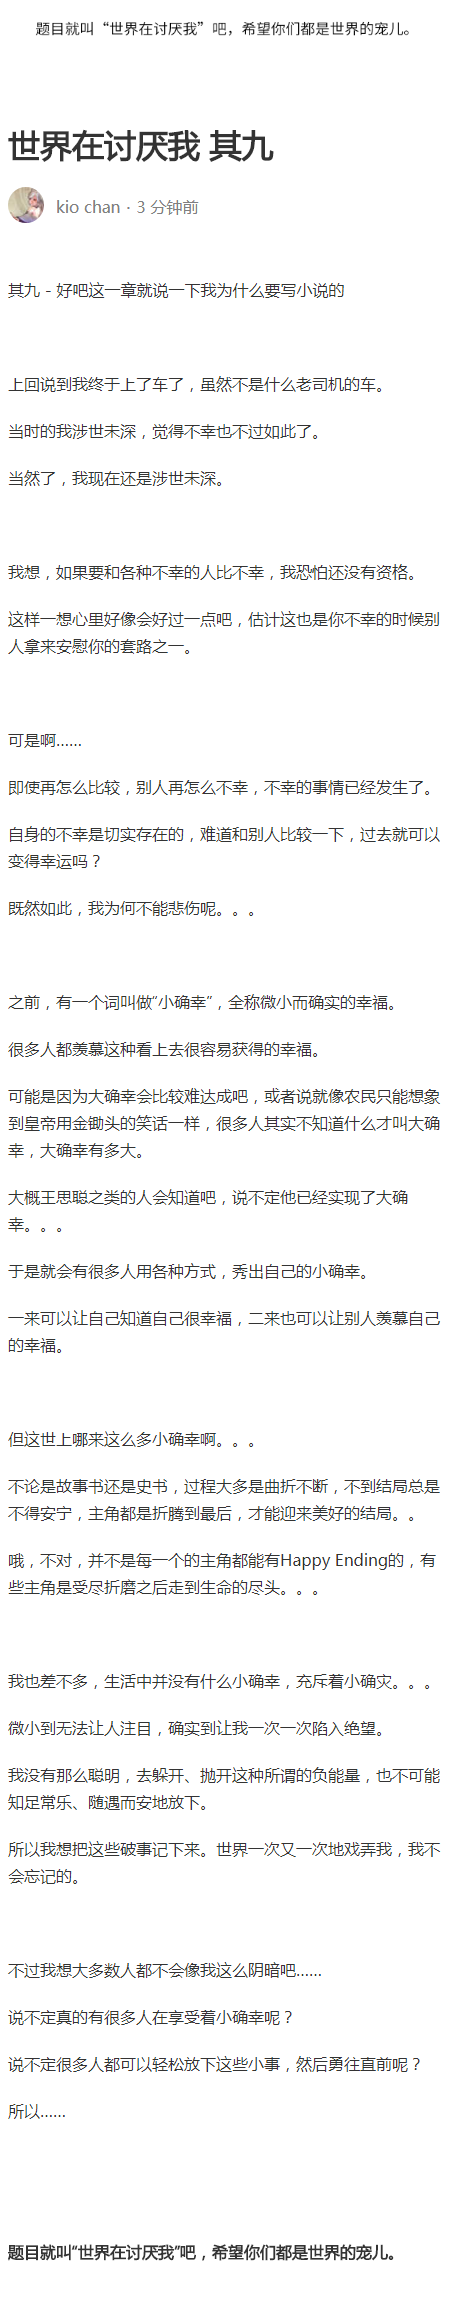 题目就叫“世界在讨厌我”吧，希望你们都是世界的宠儿。
世界在讨厌我 其九
kio chan · 3 分钟前
其九 - 好吧这一章就说一下我为什么要写小说的
上回说到我终于上了车了，虽然不是什么老司机的车。
当时的我涉世未深，觉得不幸也不过如此了。
当然了，我现在还是涉世未深。
我想，如果要和各种不幸的人比不幸，我恐怕还没有资格。
这样一想心里好像会好过一点吧，估计这也是你不幸的时候别
人拿来安慰你的套路之一。
可是啊……
即使再怎么比较，别人再怎么不幸，不幸的事情已经发生了。
自身的不幸是切实存在的，难道和别人比较一下，过去就可以
变得幸运吗？
既然如此，我为何不能悲伤呢。。。
之前，有一个词叫做“小确幸”，全称微小而确实的幸福。
很多人都羡慕这种看上去很容易获得的幸福。
可能是因为大确幸会比较难达成吧，或者说就像农民只能想象
到皇帝用金锄头的笑话一样，很多人其实不知道什么才叫大确
幸，大确幸有多大。
大概王思聪之类的人会知道吧，说不定他已经实现了大确
幸。。。
于是就会有很多人用各种方式，秀出自己的小确幸。
一来可以让自己知道自己很幸福，二来也可以让别人羡慕自己
的幸福。
但这世上哪来这么多小确幸啊。。。
不论是故事书还是史书，过程大多是曲折不断，不到结局总是
不得安宁，主角都是折腾到最后，才能迎来美好的结局。。
哦，不对，并不是每一个的主角都能有Happy Ending的，有
些主角是受尽折磨之后走到生命的尽头。。。
我也差不多，生活中并没有什么小确幸，充斥着小确灾。。。
微小到无法让人注目，确实到让我一次一次陷入绝望。
我没有那么聪明，去躲开、抛开这种所谓的负能量，也不可能
知足常乐、随遇而安地放下。
所以我想把这些破事记下来。世界一次又一次地戏弄我，我不
会忘记的。
不过我想大多数人都不会像我这么阴暗吧……
说不定真的有很多人在享受着小确幸呢？
说不定很多人都可以轻松放下这些小事，然后勇往直前呢？
所以……
题目就叫“世界在讨厌我”吧，希望你们都是世界的宠儿。